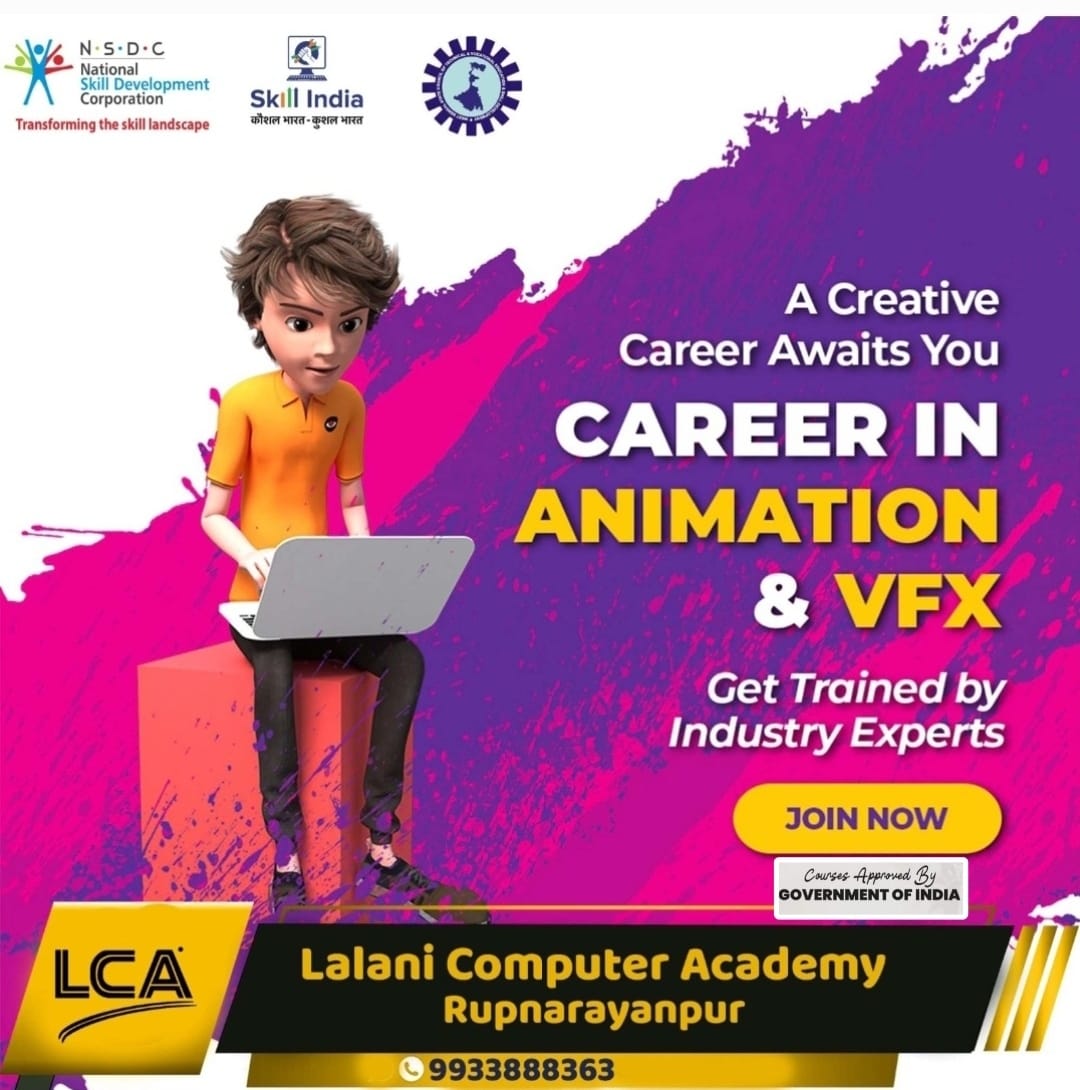 N·S·D·C
National
Skill Development
Corporation
Transforming the skill landscape
Skill India
कौशल भारत - कुशल भारत
A Creative
Career Awaits You
CAREER IN
ANIMATION
& VFX
Get Trained by
Industry Experts
JOIN NOW
Courses Approved By
GOVERNMENT OF INDIA
LCA
Lalani Computer Academy
Rupnarayanpur
9933888363